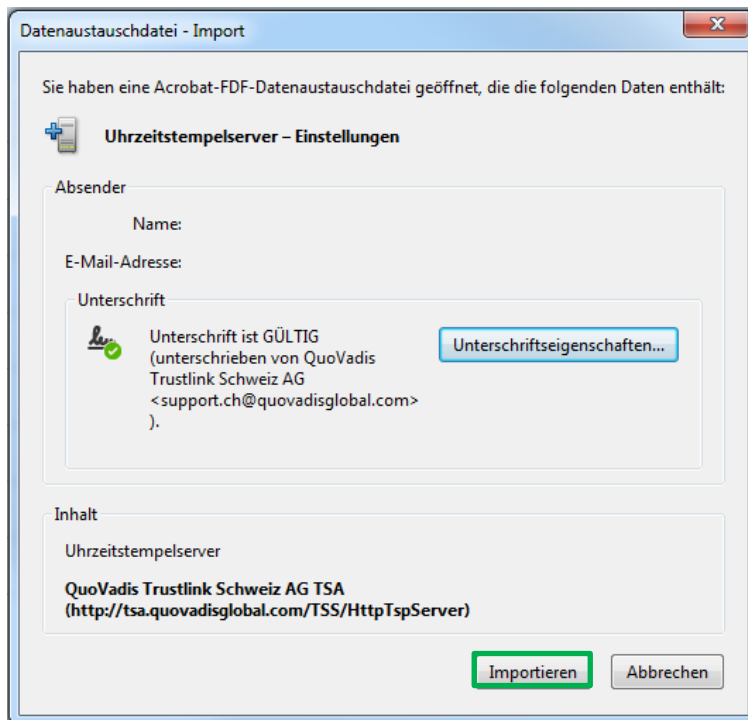 Datenaustauschdatei - Import
Sie haben eine Acrobat-FDF-Datenaustauschdatei geöffnet, die die folgenden Daten enthält:
Uhrzeitstempelserver – Einstellungen
Absender
Name:
E-Mail-Adresse:
Unterschrift
Unterschrift ist GÜLTIG
(unterschrieben von QuoVadis
Trustlink Schweiz AG
<support.ch@quovadisglobal.com>
).
Unterschriftseigenschaften...
Inhalt
Uhrzeitstempelserver
QuoVadis Trustlink Schweiz AG TSA
(http://tsa.quovadisglobal.com/TSS/HttpTspServer)
Importieren
Abbrechen